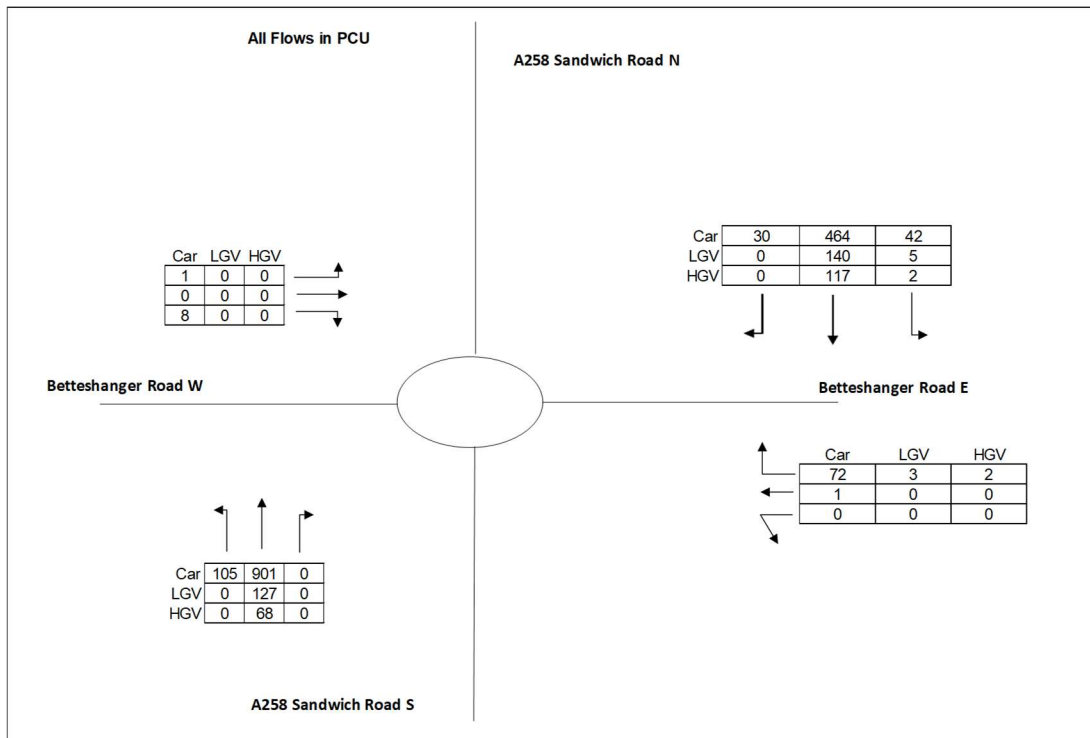 All Flows in PCU
A258 Sandwich Road N
Car 30 464 42
LGV 0 140 5
HGV 0 117 2
Car LGV HGV
1 0 0
0 0 0
8 0 0
Betteshanger Road W
Betteshanger Road E
Car LGV HGV
72 3 2
1 0 0
0 0 0
Car 105 901 0
LGV 0 127 0
HGV 0 68 0
A258 Sandwich Road S